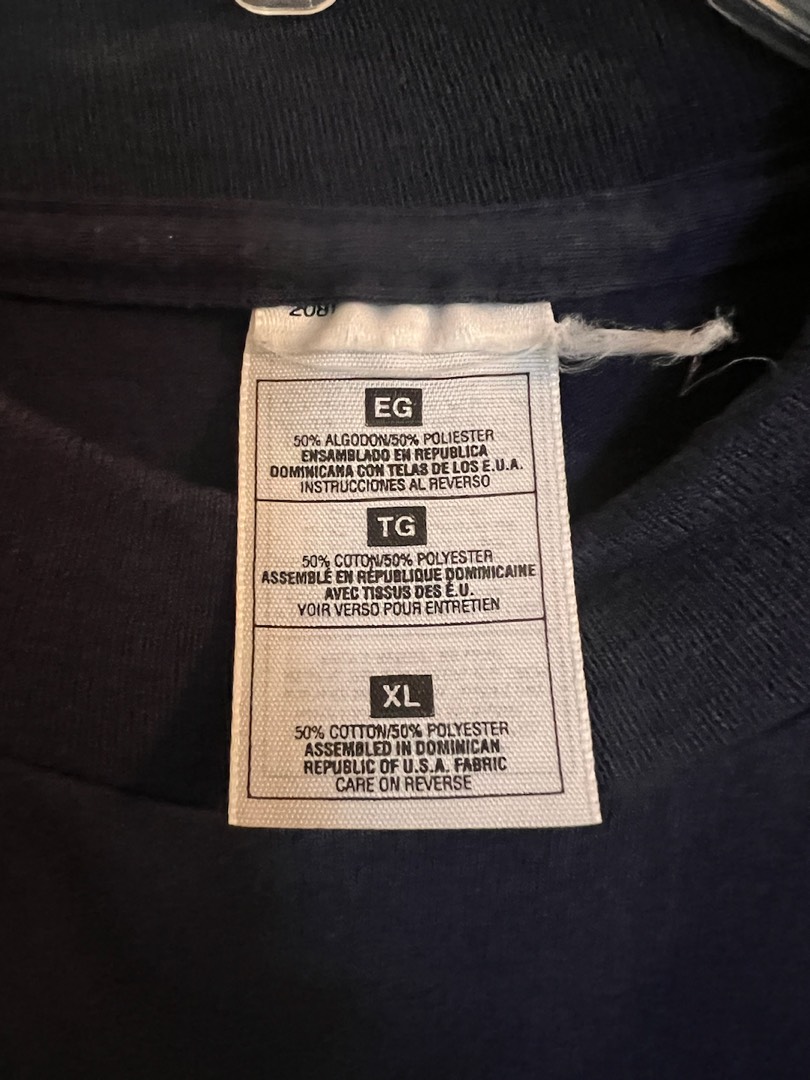 EG
50% ALGODON/50% POLIESTER
ENSAMBLADO EN REPUBLICA
DOMINICANA CON TELAS DE LOS E.U.A.
INSTRUCCIONES AL REVERSO
TG
50% COTON/50% POLYESTER
ASSEMBLÉ EN RÉPUBLIQUE DOMINICAINE
AVEC TISSUS DES É.U.
VOIR VERSO POUR ENTRETIEN
XL
50% COTTON/50% POLYESTER
ASSEMBLED IN DOMINICAN
REPUBLIC OF U.S.A. FABRIC
CARE ON REVERSE